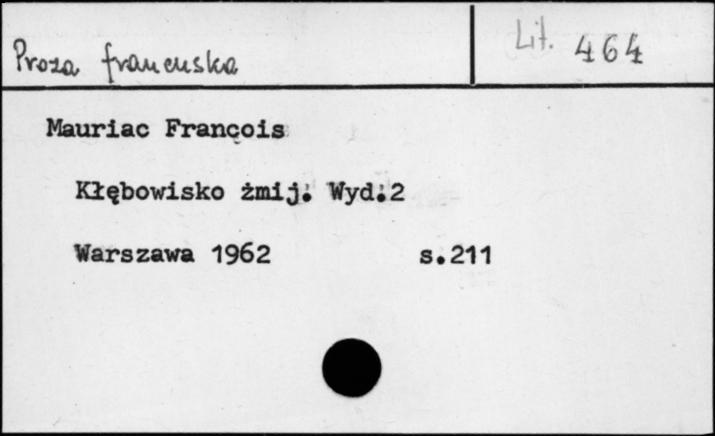 Proza francuska
Lit. 464
Mauriac François
Kłębowisko żmij. Wyd.2
Warszawa 1962 s.211